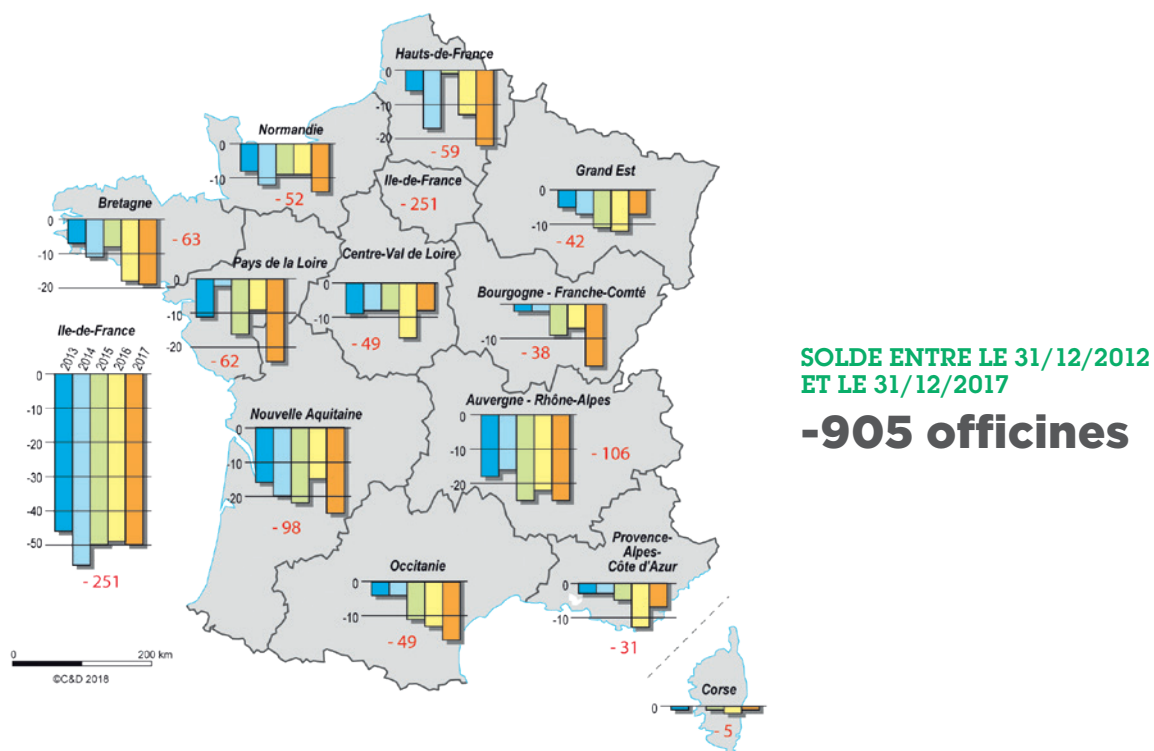 Hauts-de-France
0
-10
-20
- 59
Normandie
0
-10
- 52
Ile-de-France
- 251
Grand Est
0
-10
- 42
Bretagne
0
-10
-20
- 63
Pays de la Loire
0
-10
-20
- 62
Centre-Val de Loire
0
-10
- 49
Bourgogne - Franche-Comté
-10
- 38
Ile-de-France
2013
2014
2015
2016
2017
0
-10
-20
-30
-40
-50
- 251
Nouvelle Aquitaine
0
-10
-20
- 98
Auvergne - Rhône-Alpes
0
-10
-20
- 106
Occitanie
0
-10
- 49
Provence-
Alpes-
Côte d'Azur
0
-10
- 31
Corse
0
- 5
0 200 km
©C&D 2018
SOLDE ENTRE LE 31/12/2012
ET LE 31/12/2017
-905 officines